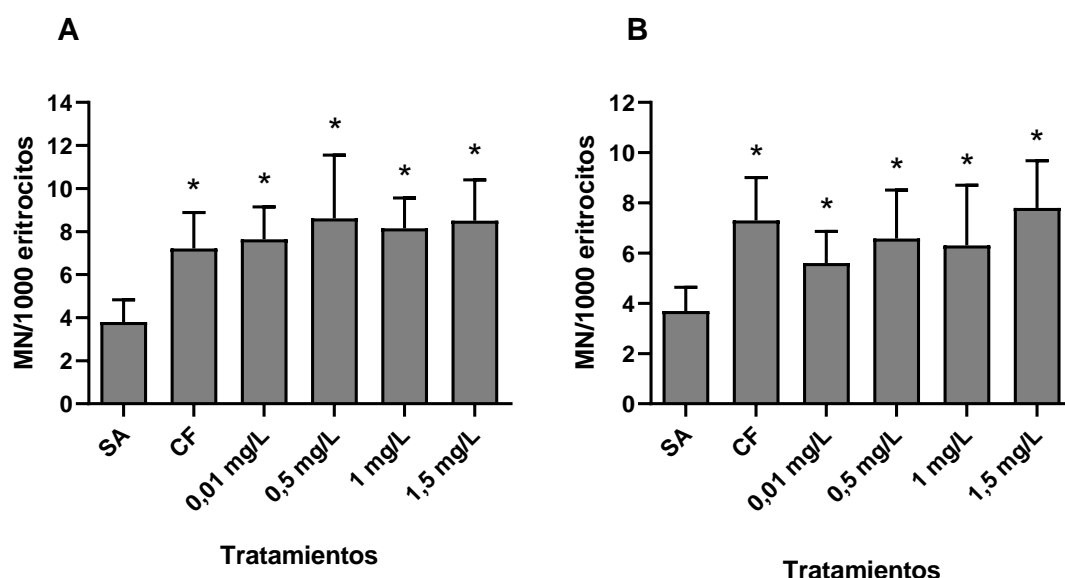 A
MN/1000 eritrocitos
14
12
10
8
6
4
2
0
* * * * *
SA
CF
0,01 mg/L
0,5 mg/L
1 mg/L
1,5 mg/L
Tratamientos
B
MN/1000 eritrocitos
12
10
8
6
4
2
0
* * * * *
SA
CF
0,01 mg/L
0,5 mg/L
1 mg/L
1,5 mg/L
Tratamientos